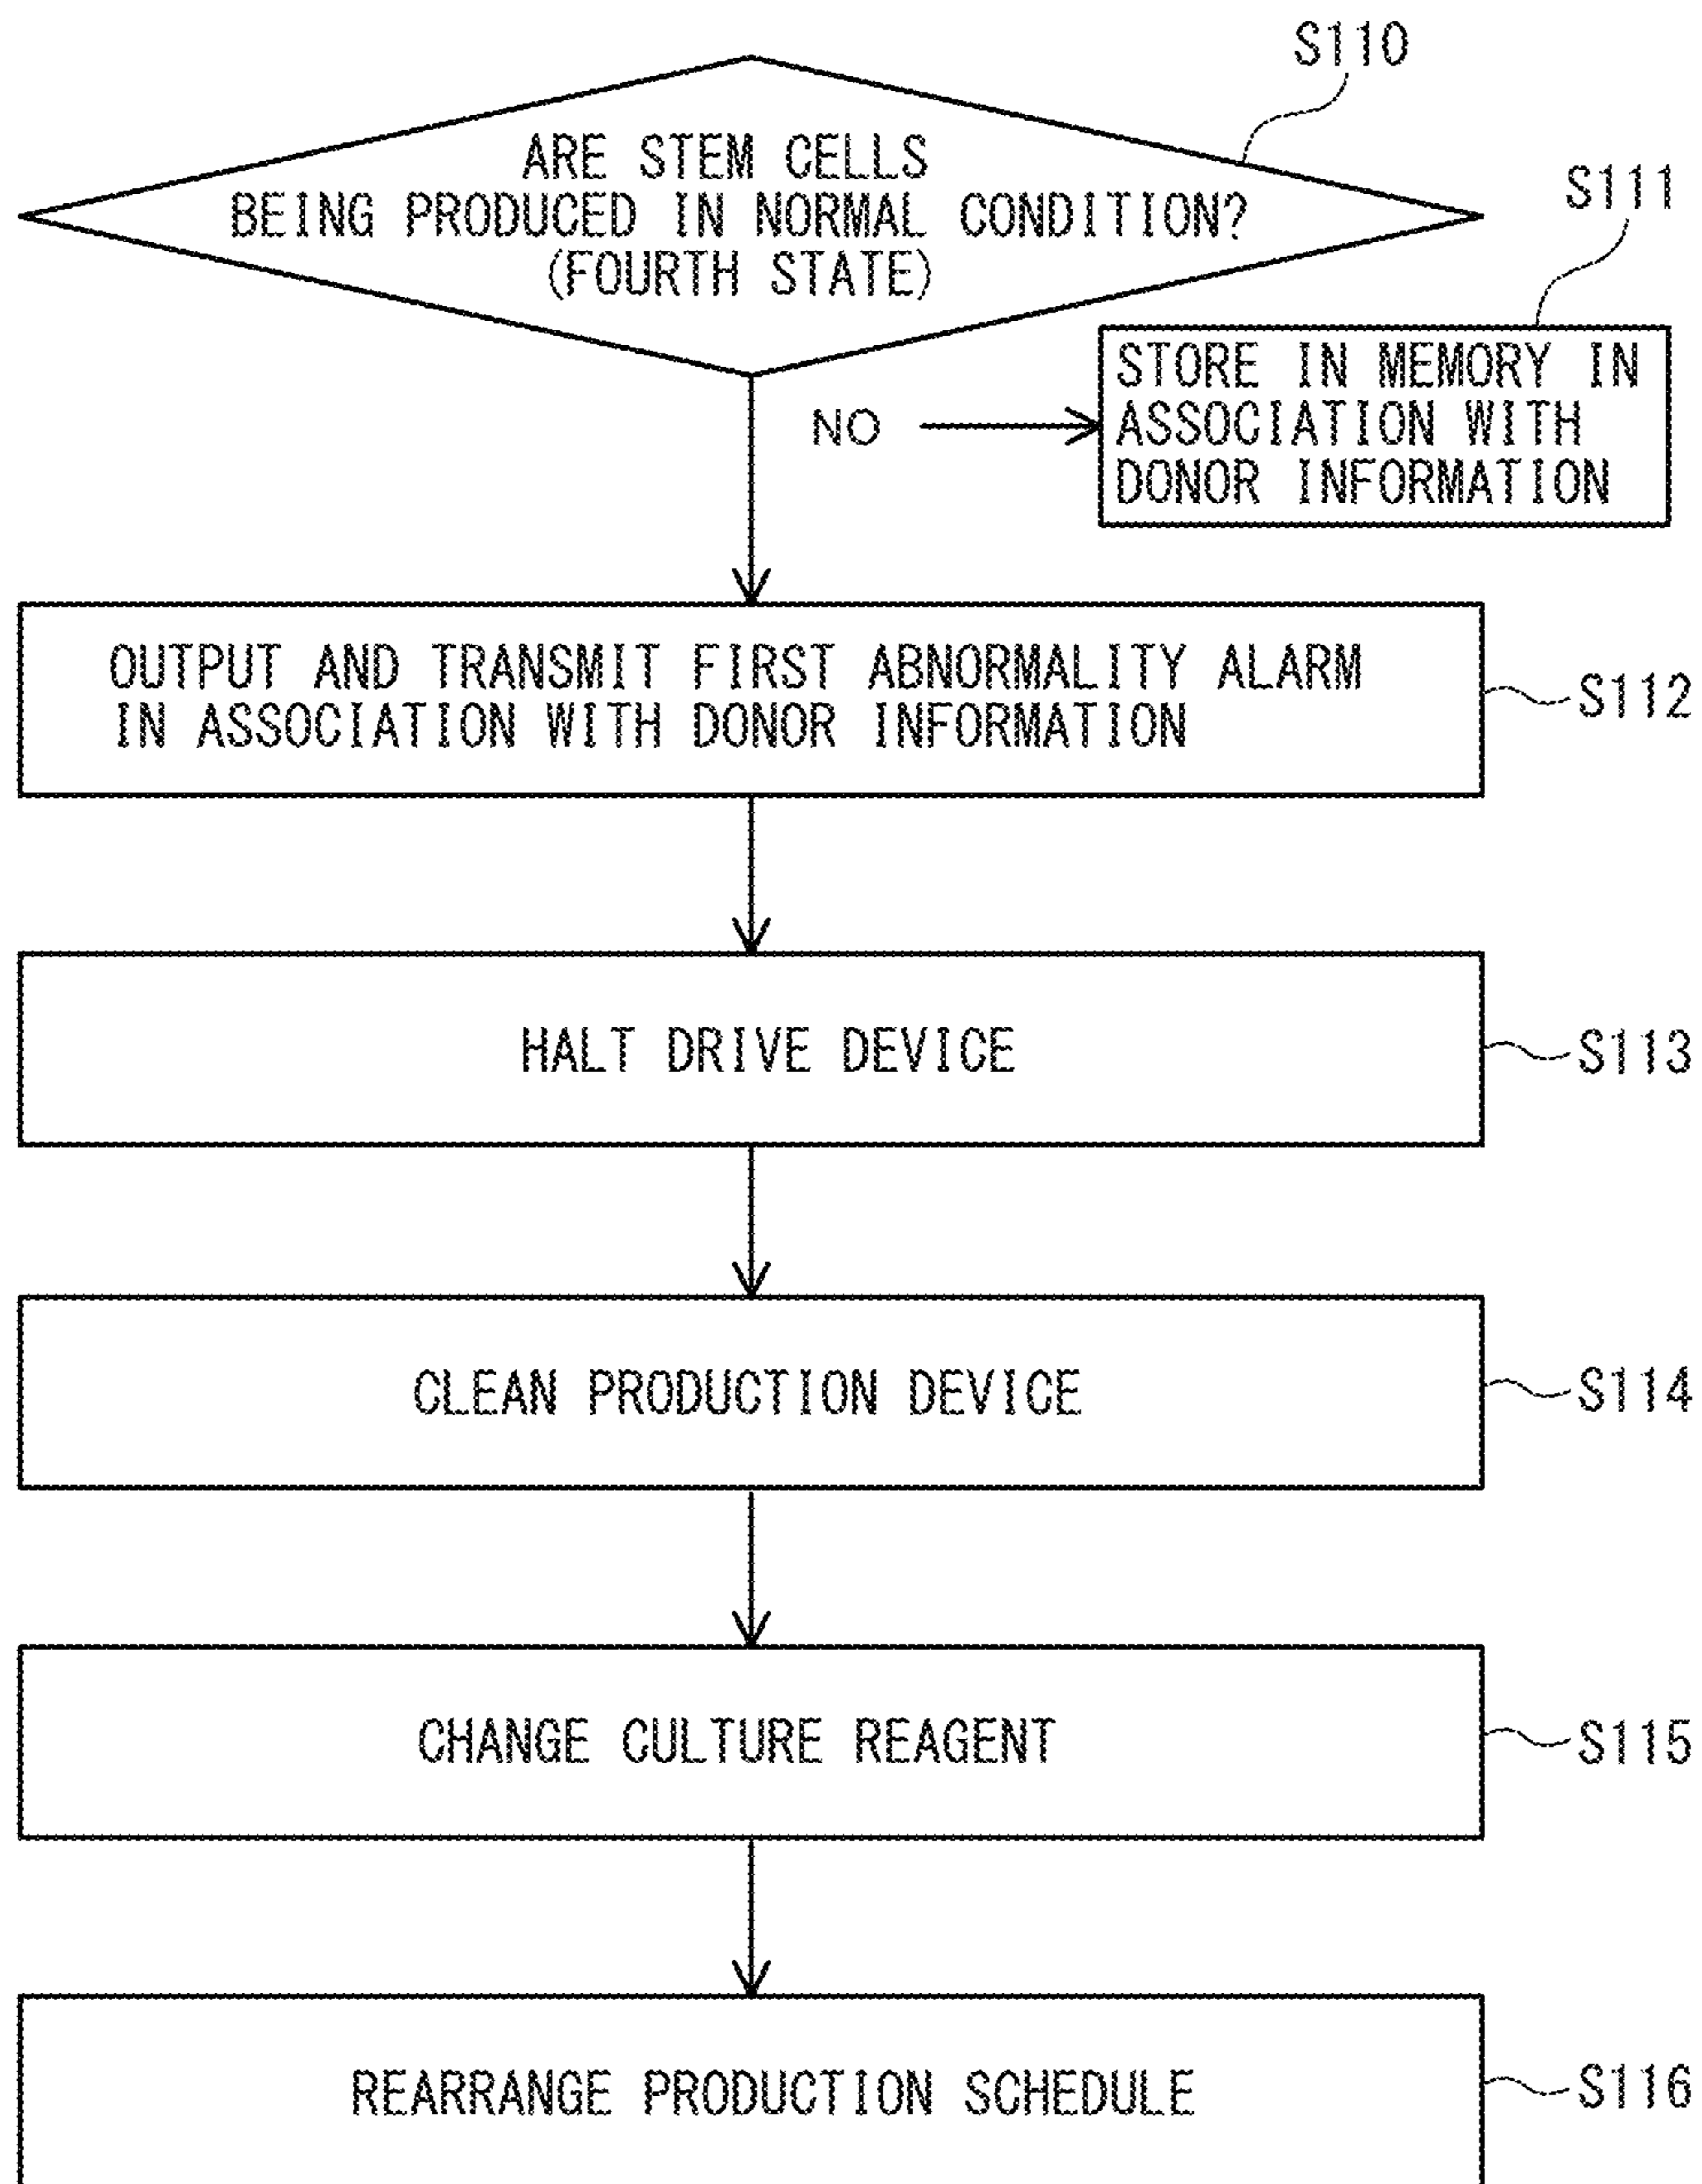 S110
ARE STEM CELLS
BEING PRODUCED IN NORMAL CONDITION?
(FOURTH STATE)
S111
NO
STORE IN MEMORY IN
ASSOCIATION WITH
DONOR INFORMATION
OUTPUT AND TRANSMIT FIRST ABNORMALITY ALARM
IN ASSOCIATION WITH DONOR INFORMATION
S112
HALT DRIVE DEVICE
S113
CLEAN PRODUCTION DEVICE
S114
CHANGE CULTURE REAGENT
S115
REARRANGE PRODUCTION SCHEDULE
S116